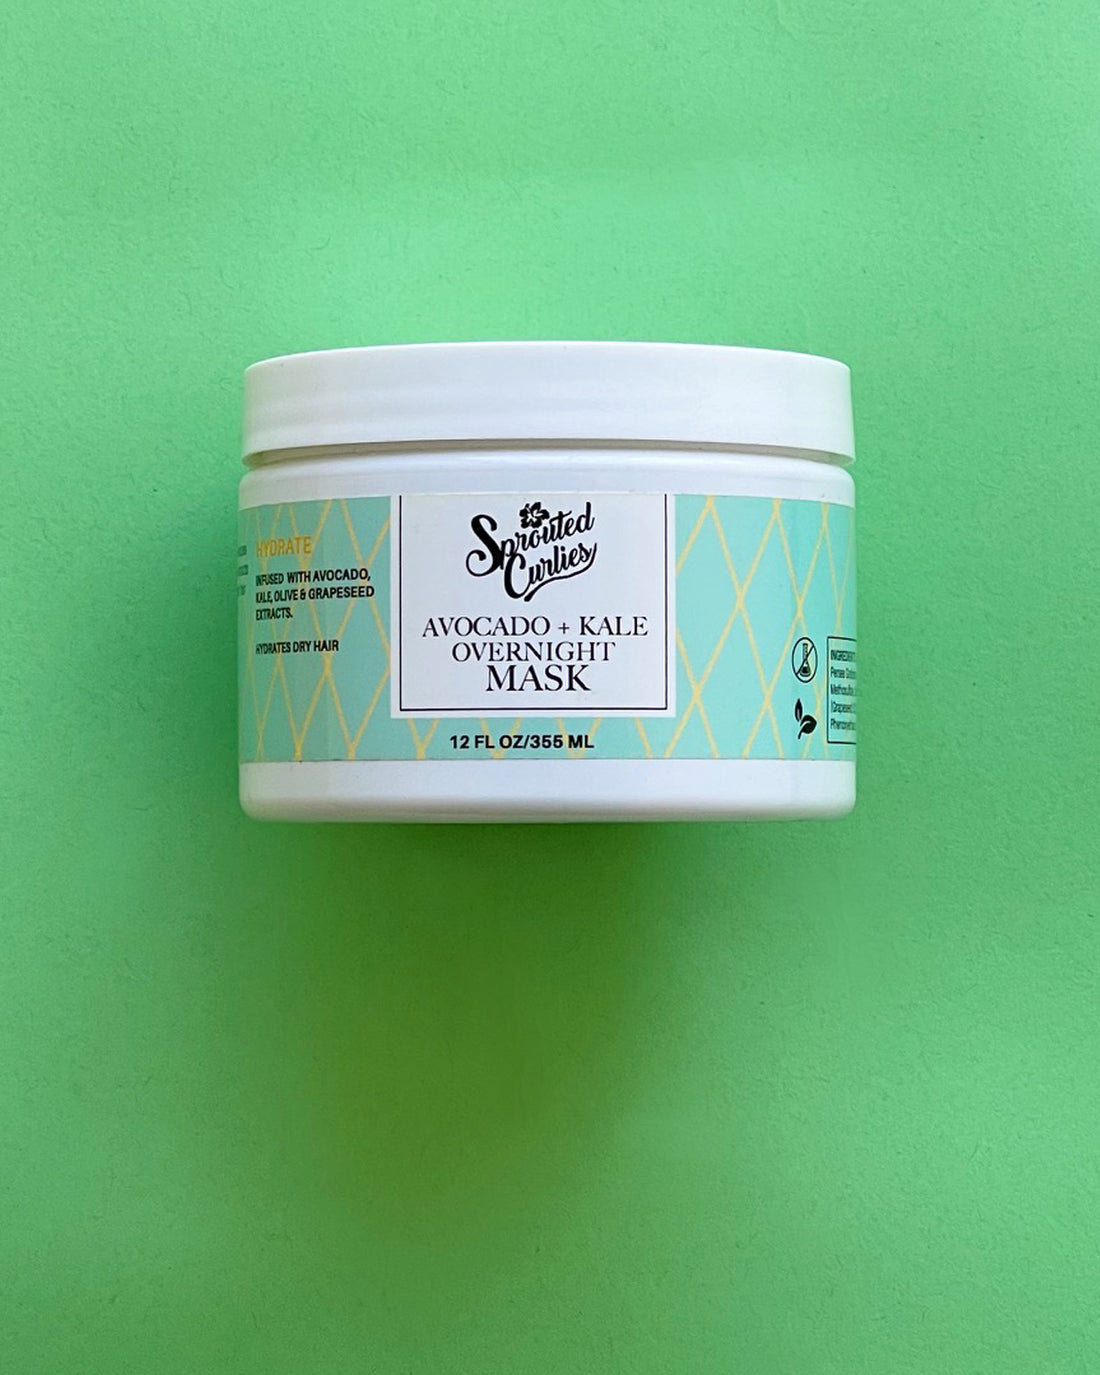 HYDRATE
INFUSED WITH AVOCADO,
KALE, OLIVE & GRAPESEED
EXTRACTS.
HYDRATES DRY HAIR
Sprouted
Curlies
AVOCADO + KALE
OVERNIGHT
MASK
12 FL OZ/355 ML